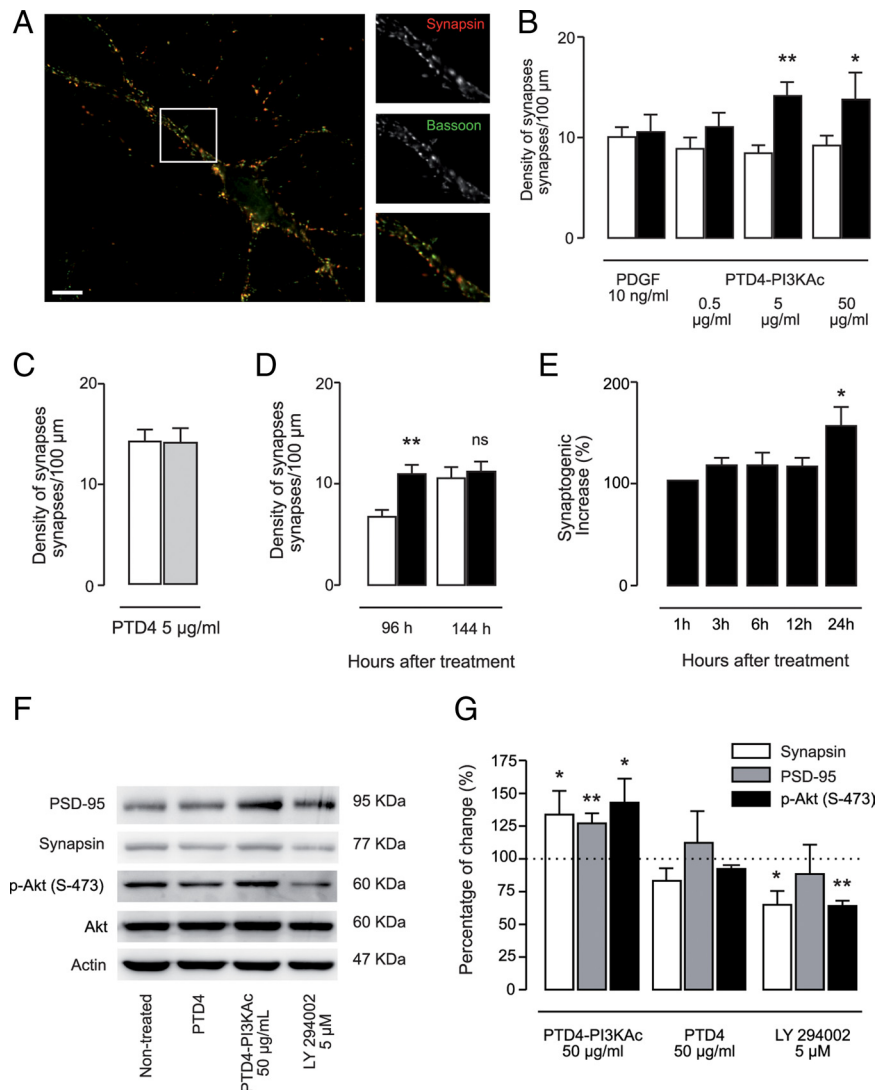 A
Synapsin
Bassoon
B
Density of synapses
synapses/100 µm
20
10
0
**
*
PDGF
10 ng/ml
PTD4-PI3KAc
0.5
µg/ml
5
µg/ml
50
µg/ml
C
Density of synapses
synapses/100 µm
20
10
0
PTD4 5 µg/ml
D
Density of synapses
synapses/100 µm
20
10
0
**
ns
96 h
144 h
Hours after treatment
E
Synaptogenic
Increase (%)
200
100
0
*
1h
3h
6h
12h
24h
Hours after treatment
F
PSD-95
95 KDa
Synapsin
77 KDa
p-Akt (S-473)
60 KDa
Akt
60 KDa
Actin
47 KDa
Non-treated
PTD4
PTD4-PI3KAc
50 µg/mL
LY 294002
5 µM
G
Percentatge of change (%)
175
150
125
100
75
50
25
0
Synapsin
PSD-95
p-Akt (S-473)
*
**
*
*
**
PTD4-PI3KAc
50 µg/ml
PTD4
50 µg/ml
LY 294002
5 µM